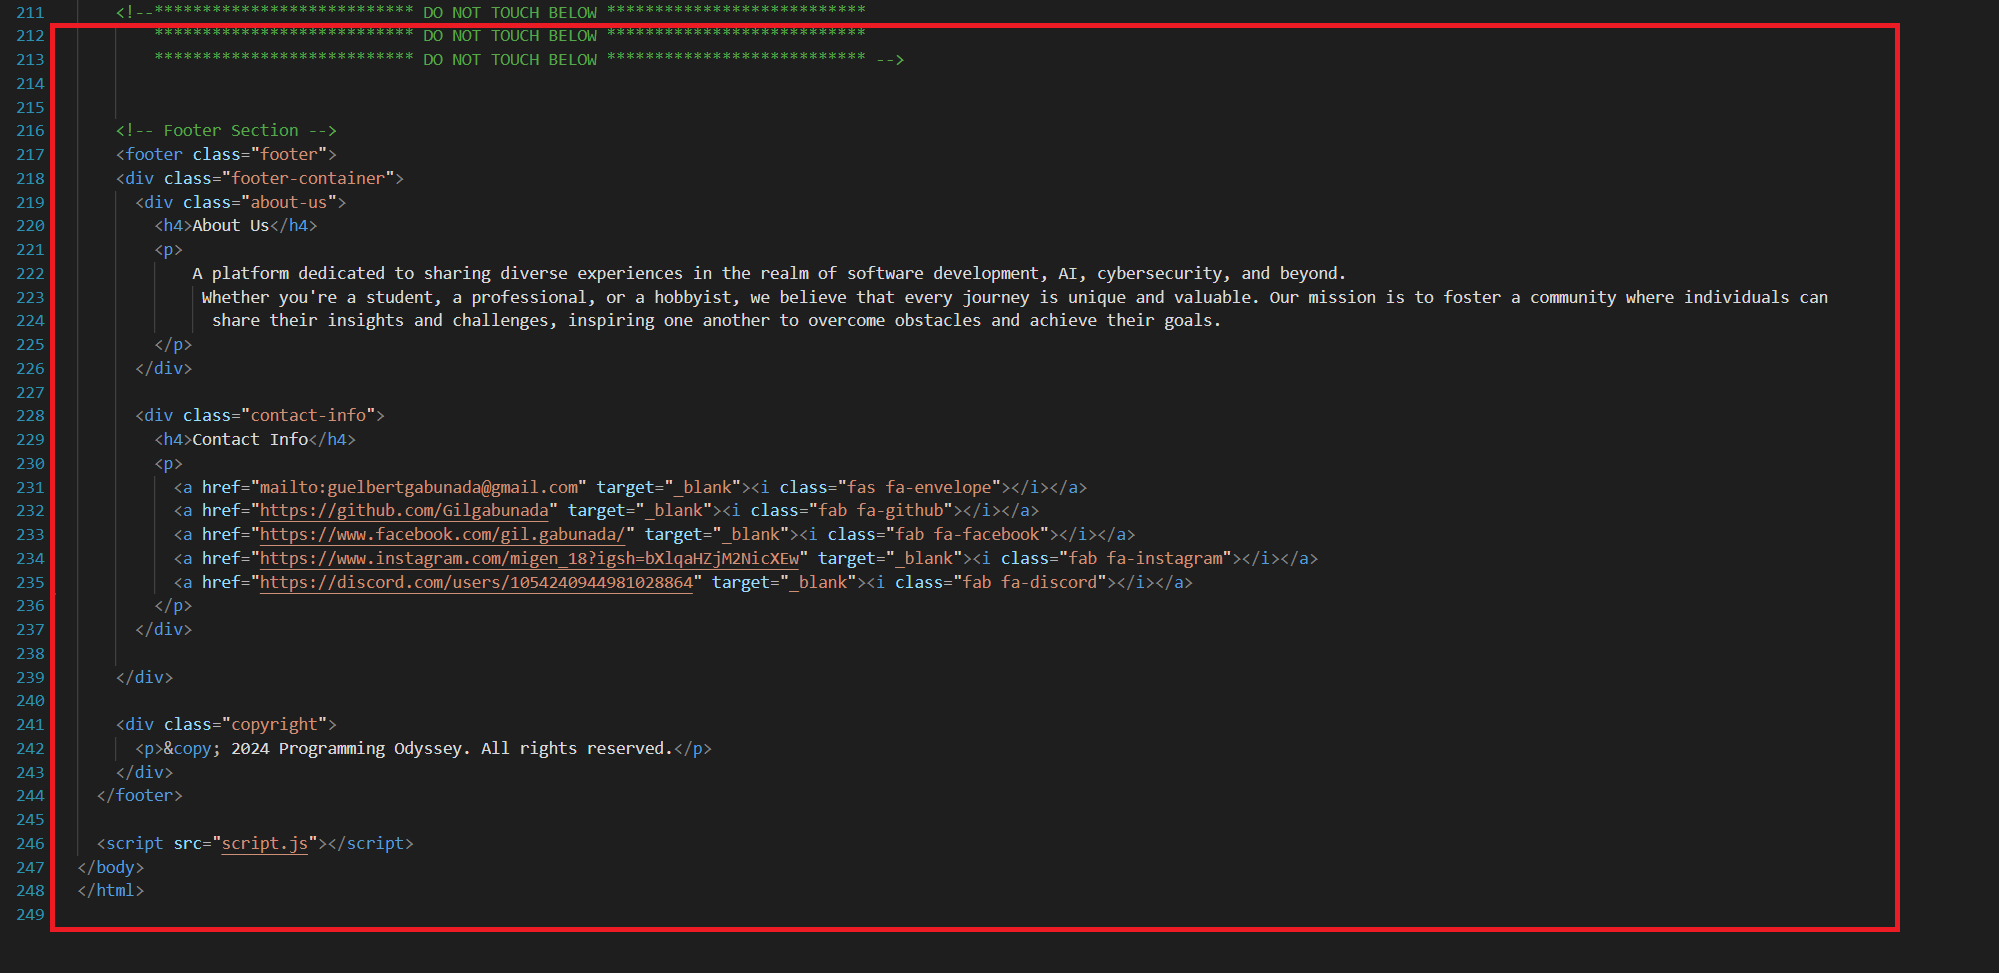 211 <!--*************************** DO NOT TOUCH BELOW ***************************
212 *************************** DO NOT TOUCH BELOW ***************************
213 *************************** DO NOT TOUCH BELOW *************************** -->
214
215
216 <!-- Footer Section -->
217 <footer class="footer">
218 <div class="footer-container">
219 <div class="about-us">
220 <h4>About Us</h4>
221 <p>
222 A platform dedicated to sharing diverse experiences in the realm of software development, AI, cybersecurity, and beyond.
223 Whether you're a student, a professional, or a hobbyist, we believe that every journey is unique and valuable. Our mission is to foster a community where individuals can
224 share their insights and challenges, inspiring one another to overcome obstacles and achieve their goals.
225 </p>
226 </div>
227
228 <div class="contact-info">
229 <h4>Contact Info</h4>
230 <p>
231 <a href="mailto:guelbertgabunada@gmail.com" target="_blank"><i class="fas fa-envelope"></i></a>
232 <a href="https://github.com/Gilgabunada" target="_blank"><i class="fab fa-github"></i></a>
233 <a href="https://www.facebook.com/gil.gabunada/" target="_blank"><i class="fab fa-facebook"></i></a>
234 <a href="https://www.instagram.com/migen_18?igsh=bXlqaHZjM2NicXEw" target="_blank"><i class="fab fa-instagram"></i></a>
235 <a href="https://discord.com/users/1054240944981028864" target="_blank"><i class="fab fa-discord"></i></a>
236 </p>
237 </div>
238
239 </div>
240
241 <div class="copyright">
242 <p>&copy; 2024 Programming Odyssey. All rights reserved.</p>
243 </div>
244 </footer>
245
246 <script src="script.js"></script>
247 </body>
248 </html>
249